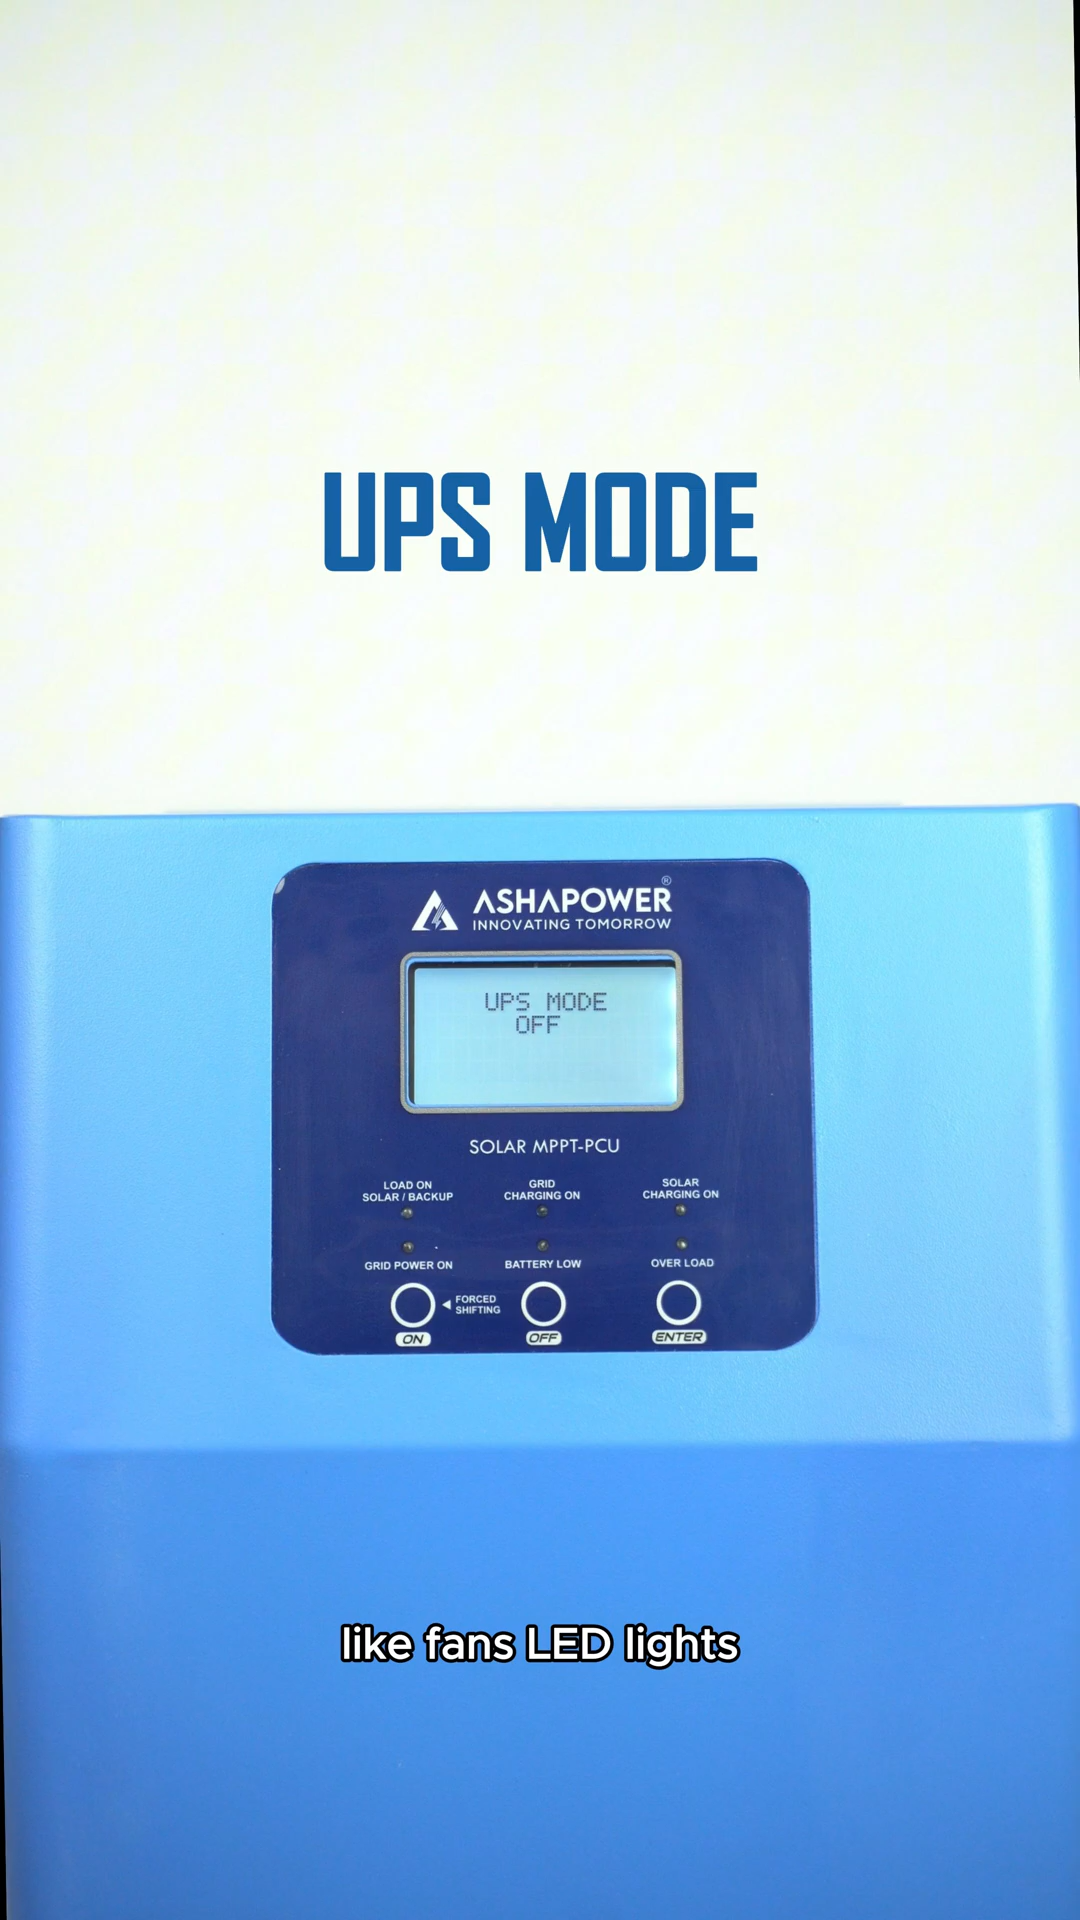 UPS MODE
ASHAPOWER®
INNOVATING TOMORROW
UPS MODE
OFF
SOLAR MPPT-PCU
LOAD ON
SOLAR / BACKUP
GRID
CHARGING ON
SOLAR
CHARGING ON
GRID POWER ON
BATTERY LOW
OVER LOAD
◄ FORCED
SHIFTING
ON
OFF
ENTER
like fans LED lights